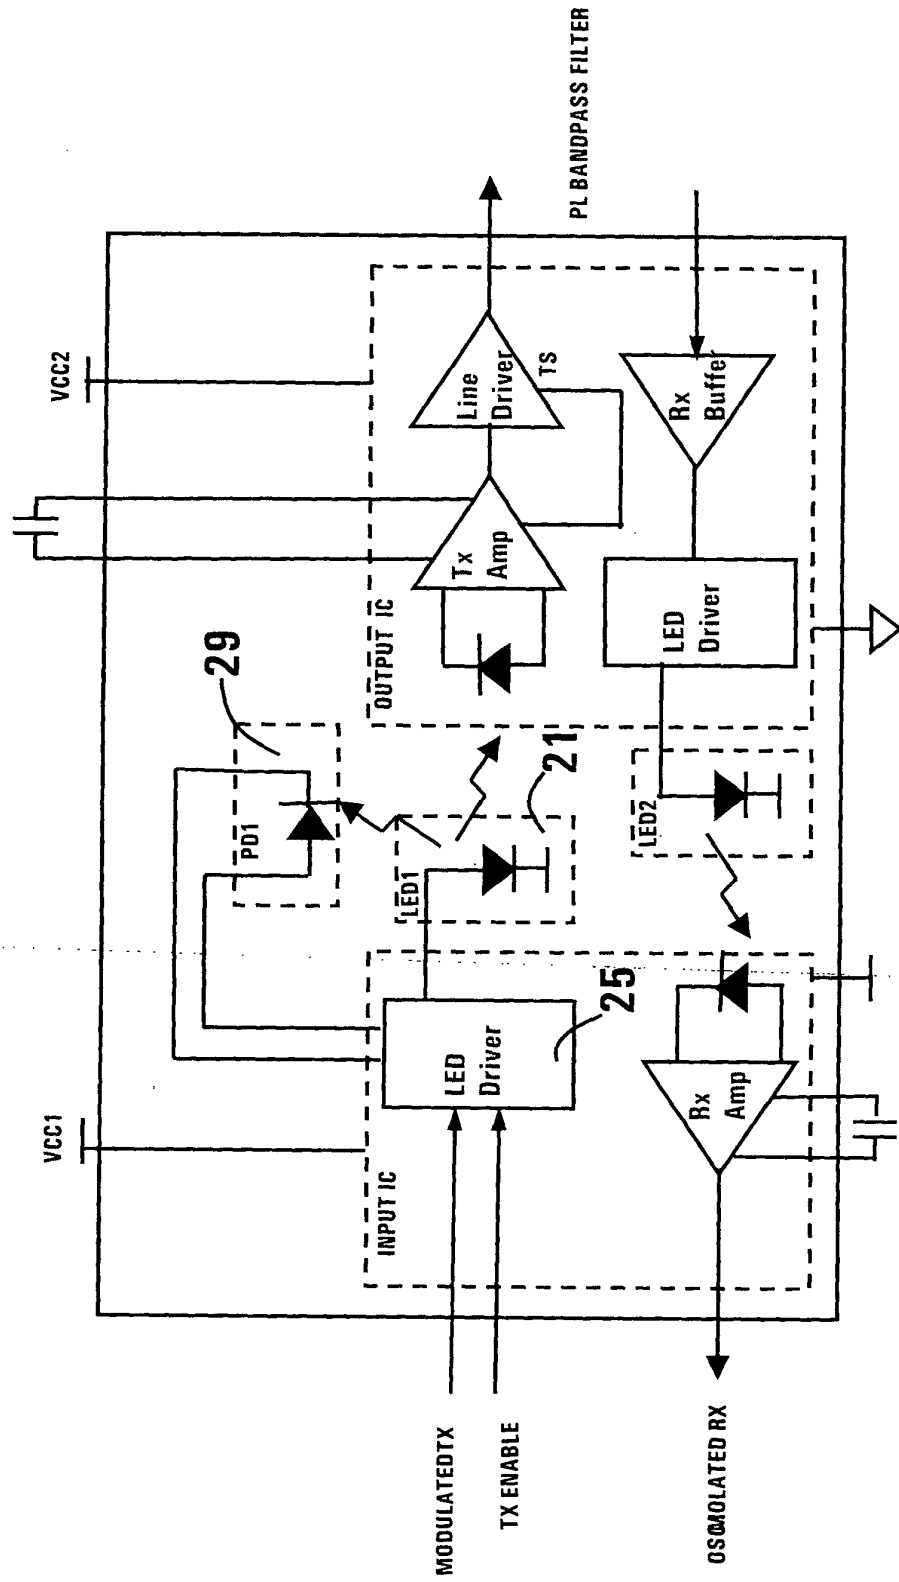 VCC1
VCC2
29
PD1
INPUT IC
OUTPUT IC
MODULATEDTX
TX ENABLE
LED
Driver
25
LED1
21
Tx
Amp
Line
Driver
TS
PL BANDPASS FILTER
Rx
Amp
LED2
LED
Driver
Rx
Buffer
RX